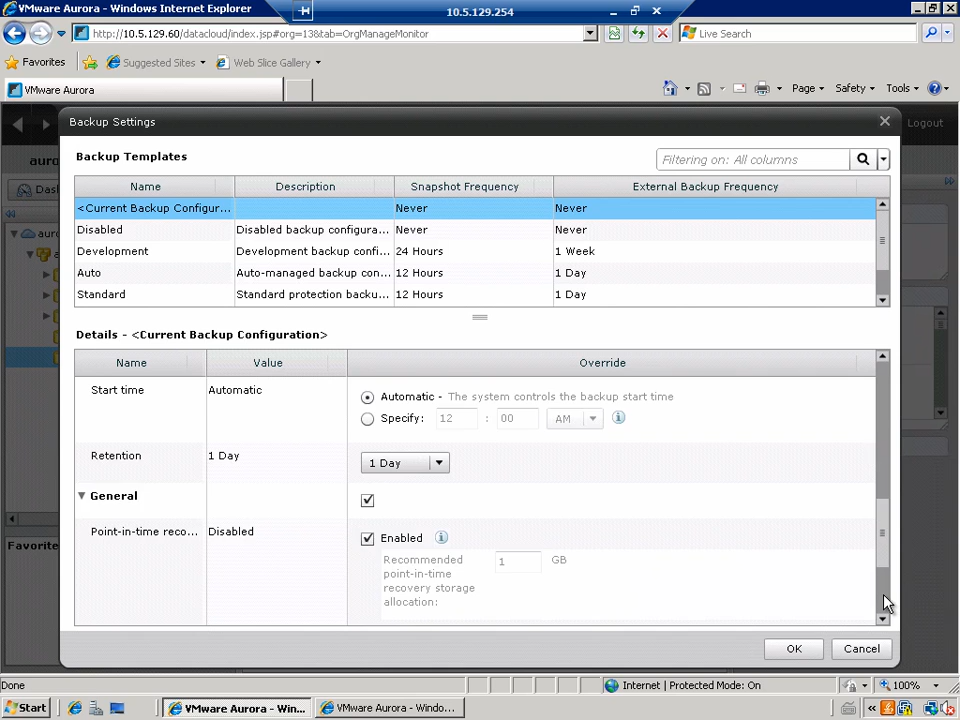 VMware Aurora - Windows Internet Explorer
10.5.129.254
http://10.5.129.60/datacloud/index.jsp#org=13&tab=OrgManageMonitor
Live Search
Favorites
Suggested Sites
Web Slice Gallery
VMware Aurora
Page
Safety
Tools
Backup Settings
Logout
auro
Dash
auro
a
Favorite
Backup Templates
Filtering on: All columns
Name Description Snapshot Frequency External Backup Frequency
<Current Backup Configur... Never Never
Disabled Disabled backup configura... Never Never
Development Development backup confi... 24 Hours 1 Week
Auto Auto-managed backup con... 12 Hours 1 Day
Standard Standard protection backu... 12 Hours 1 Day
Details - <Current Backup Configuration>
Name Value Override
Start time Automatic Automatic - The system controls the backup start time
Specify: 12 : 00 AM
Retention 1 Day 1 Day
General
Point-in-time reco... Disabled Enabled
Recommended 1 GB
point-in-time
recovery storage
allocation:
OK Cancel
Done Internet | Protected Mode: On 100%
Start VMware Aurora - Win... VMware Aurora - Windo...